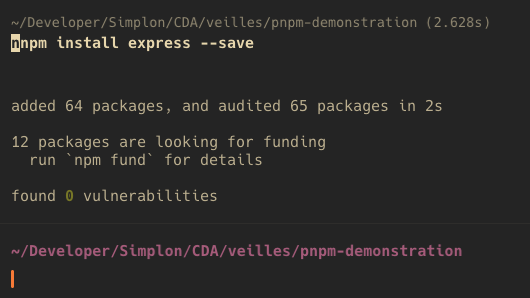 ~/Developer/Simplon/CDA/veilles/pnpm-demonstration (2.628s)
nnpm install express --save
added 64 packages, and audited 65 packages in 2s
12 packages are looking for funding
run `npm fund` for details
found 0 vulnerabilities
~/Developer/Simplon/CDA/veilles/pnpm-demonstration